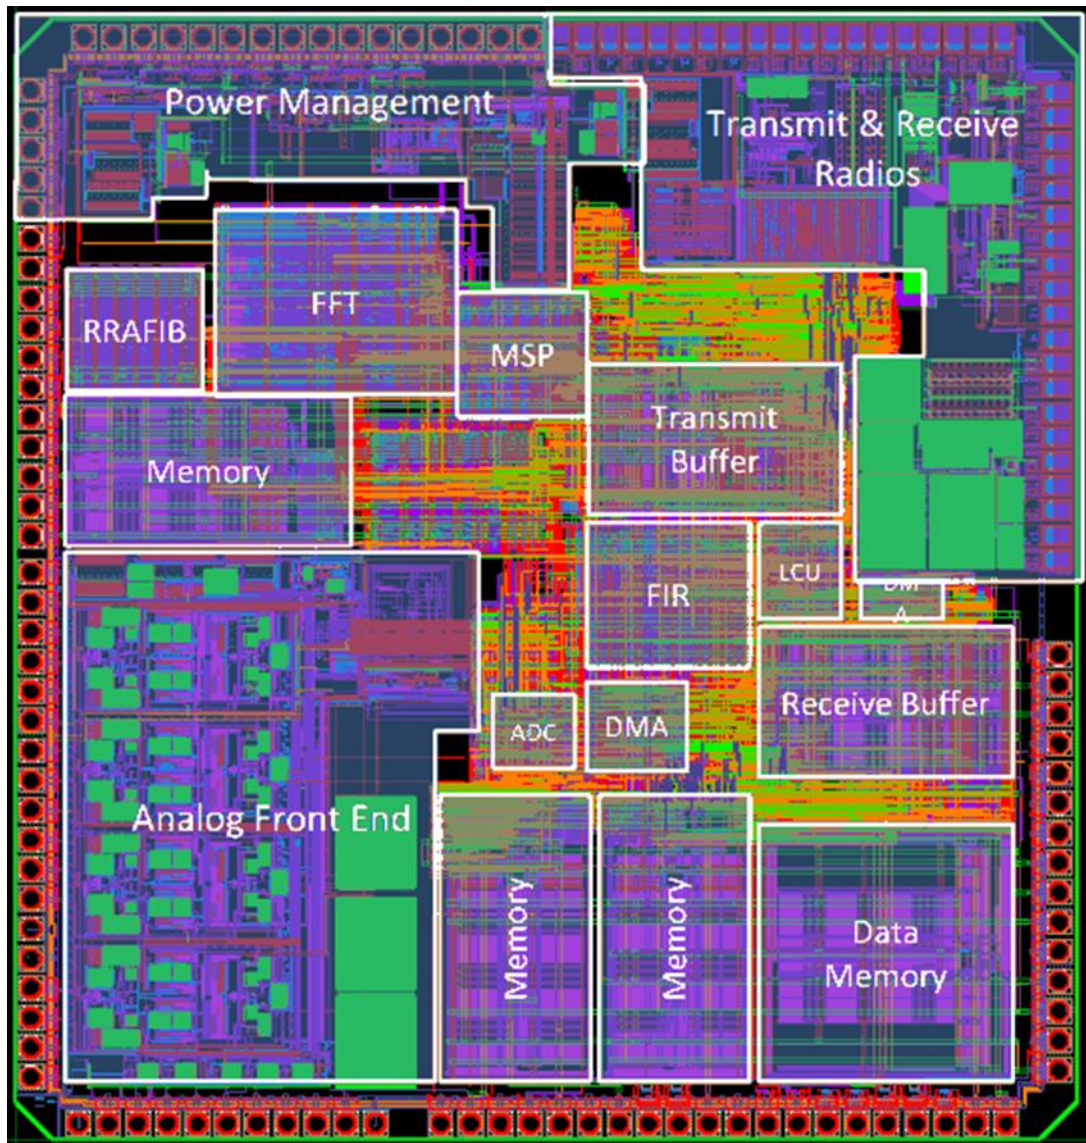 Power Management
Transmit & Receive
Radios
FFT
RRAFIB
MSP
Transmit
Buffer
Memory
FIR
LCU
DM
A
Receive Buffer
ADC
DMA
Analog Front End
Memory
Memory
Data
Memory